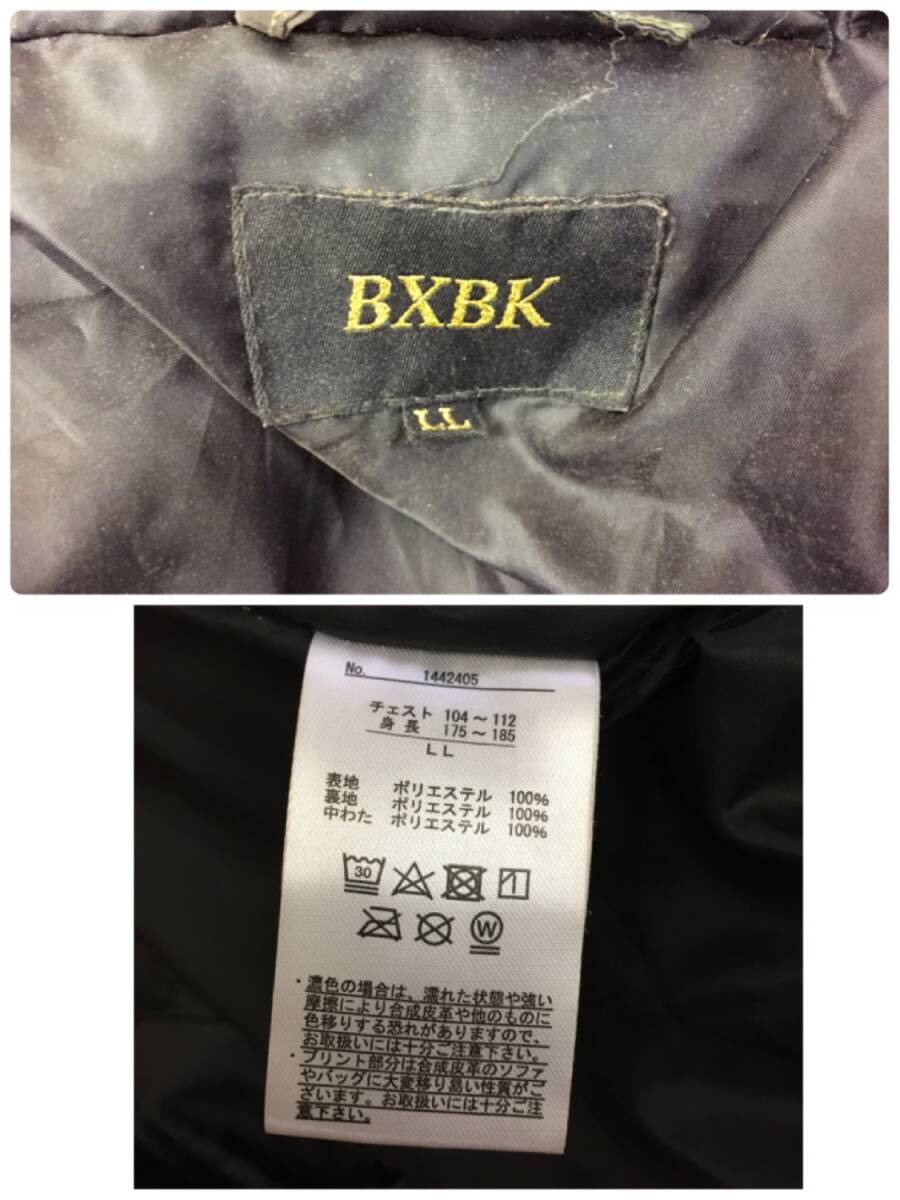 BXBK
LL
No. 1442405
チェスト 104～112
身長 175～185
LL
表地 ポリエステル 100%
裏地 ポリエステル 100%
中わた ポリエステル 100%
30
W
・濃色の場合は、濡れた状態や強い
摩擦により合成皮革や他のものに
色移りする恐れがありますので、
お取扱いには十分ご注意下さい。
・プリント部分は合成皮革のソファ
やバッグに大変移り易い性質がご
ざいます。お取扱いには十分ご注
意下さい。